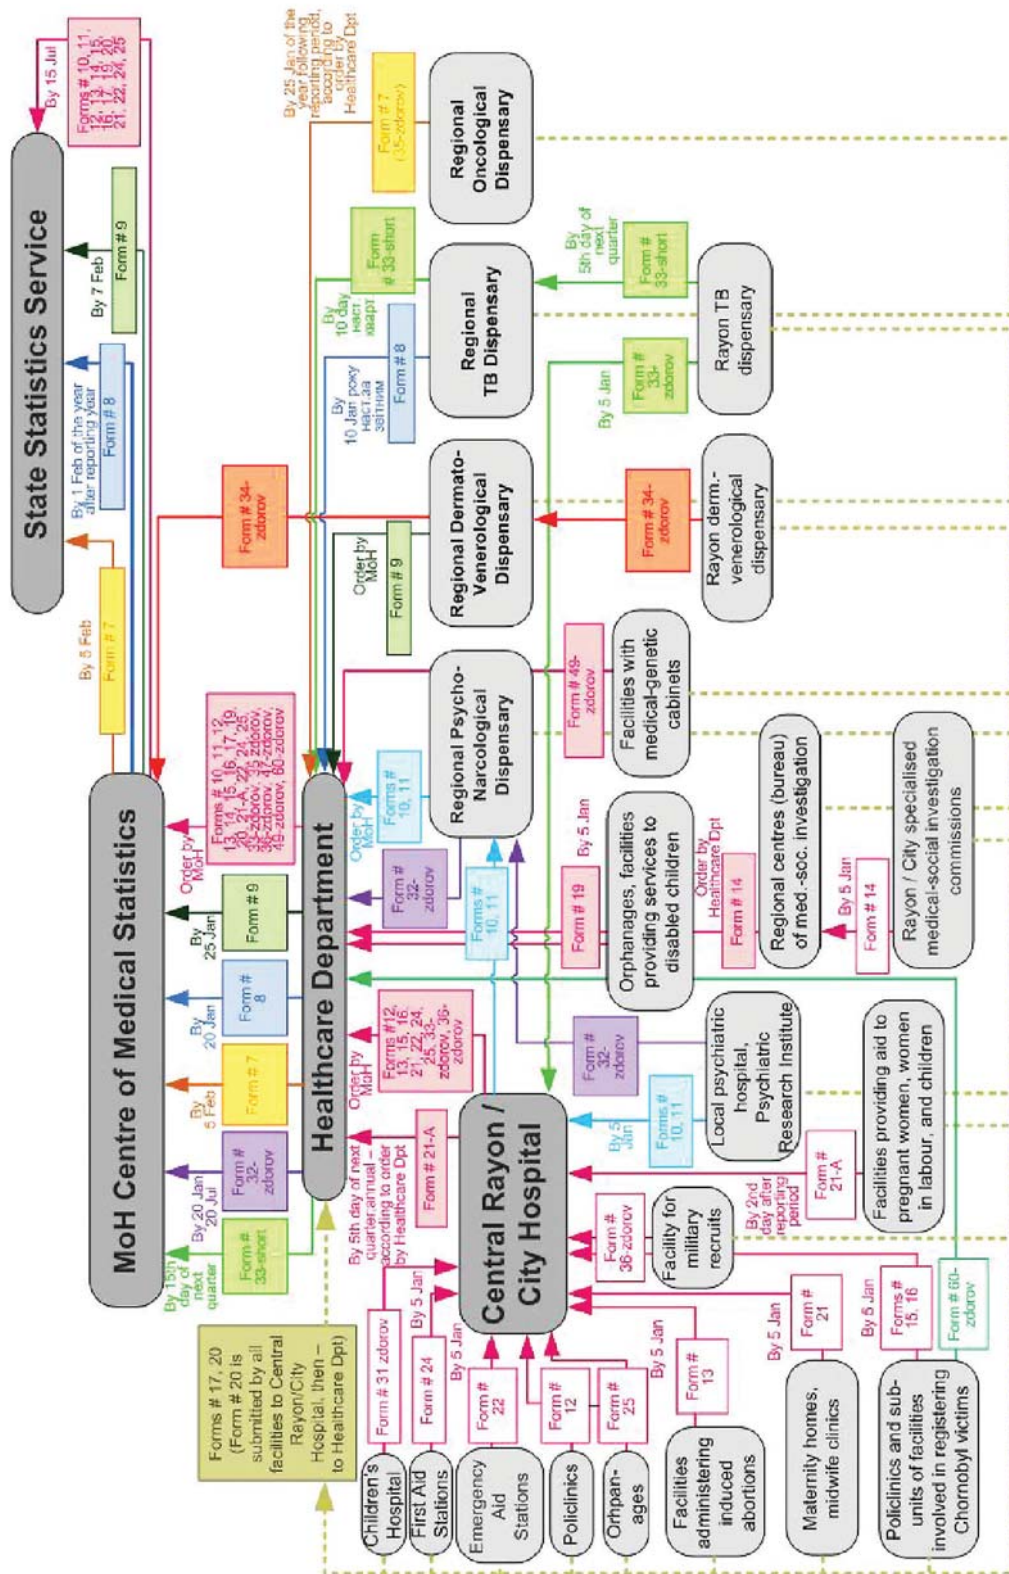 State Statistics Service
By 15 Jul
Forms # 10, 11,
12, 13, 14, 15,
16, 17, 19, 20,
21, 22, 24, 25
By 7 Feb
Form # 9
By 1 Feb of the year
after reporting year
Form # 8
By 5 Feb
Form # 7
MoH Centre of Medical Statistics
By 15th
day of
next
quarter
Form #
33-short
By 20 Jan
20 Jul
Form #
32-
zdorov
By
5 Feb
Form # 7
By
20 Jan
Form #
8
By
25 Jan
Form # 9
Order by
MoH
Forms # 10, 11, 12,
13, 14, 15, 16, 17, 19,
20, 21-A, 22, 24, 25,
49-zdorov, 60-zdorov
Form # 34-
zdorov
Forms # 17, 20
(Form # 20 is
submitted by all
facilities to Central
Rayon/City
Hospital, then –
to Healthcare Dpt)
Healthcare Department
By 5th day of next
quarter:annual –
according to order
by Healthcare Dpt
Form # 21-A
Order by
MoH
Forms #12,
13, 15, 16,
21, 22, 24,
25, 33-
zdorov, 36-
zdorov
Form #
32-
zdorov
Order by
MoH
Forms #
10, 11
Order by
MoH
Form # 9
By
10 Jan року
наст.за
звітним
Form # 8
By
10 day
наст.
кварт.
Form
# 33-short
By 25 Jan of the
year following
reporting period,
according to
order by
Healthcare Dpt
Form # 7
(35-zdorov)
Regional Psycho-
Narcological
Dispensary
Regional Dermato-
Venerological
Dispensary
Regional
TB Dispensary
Regional
Oncological
Dispensary
Children's
Hospital
Form # 31 zdorov
First Aid
Stations
Form # 24
By 5 Jan
Emergency
Aid
Stations
Form #
22
By 5 Jan
Policlinics
Form #
12
Orhpan-
ages
Form #
25
Central Rayon /
City Hospital
Facilities
administering
induced
abortions
Form #
13
By 5 Jan
Maternity homes,
midwife clinics
Form #
21
By 5 Jan
Policlinics and sub-
units of facilities
involved in registering
Chornobyl victims
Form #
15, 16
By 5 Jan
Form # 60-
zdorov
Form #
36-zdorov
Facility for
military
recruits
By 2nd
day after
reporting
period
Form #
21-A
Facilities providing aid to
pregnant women, women
in labour, and children
By 5
Jan
Forms #
10, 11
Form #
32-
zdorov
Local psychiatric
hospital,
Psychiatric
Research Institute
Forms #
10, 11
Form # 19
By 5 Jan
Orphanages, facilities
providing services to
disabled children
Order by
Healthcare Dpt
Form # 14
Regional centres (bureau)
of med.-soc. investigation
By 5 Jan
Form # 14
Rayon / City specialised
medical-social investigation
commissions
Form # 49-
zdorov
Facilities with
medical-genetic
cabinets
Form # 34-
zdorov
Rayon derm.-
venerological
dispensary
By 5 Jan
Form #
33-
zdorov
By
5th day of
next
quarter
Form #
33-short
Rayon TB
dispensary